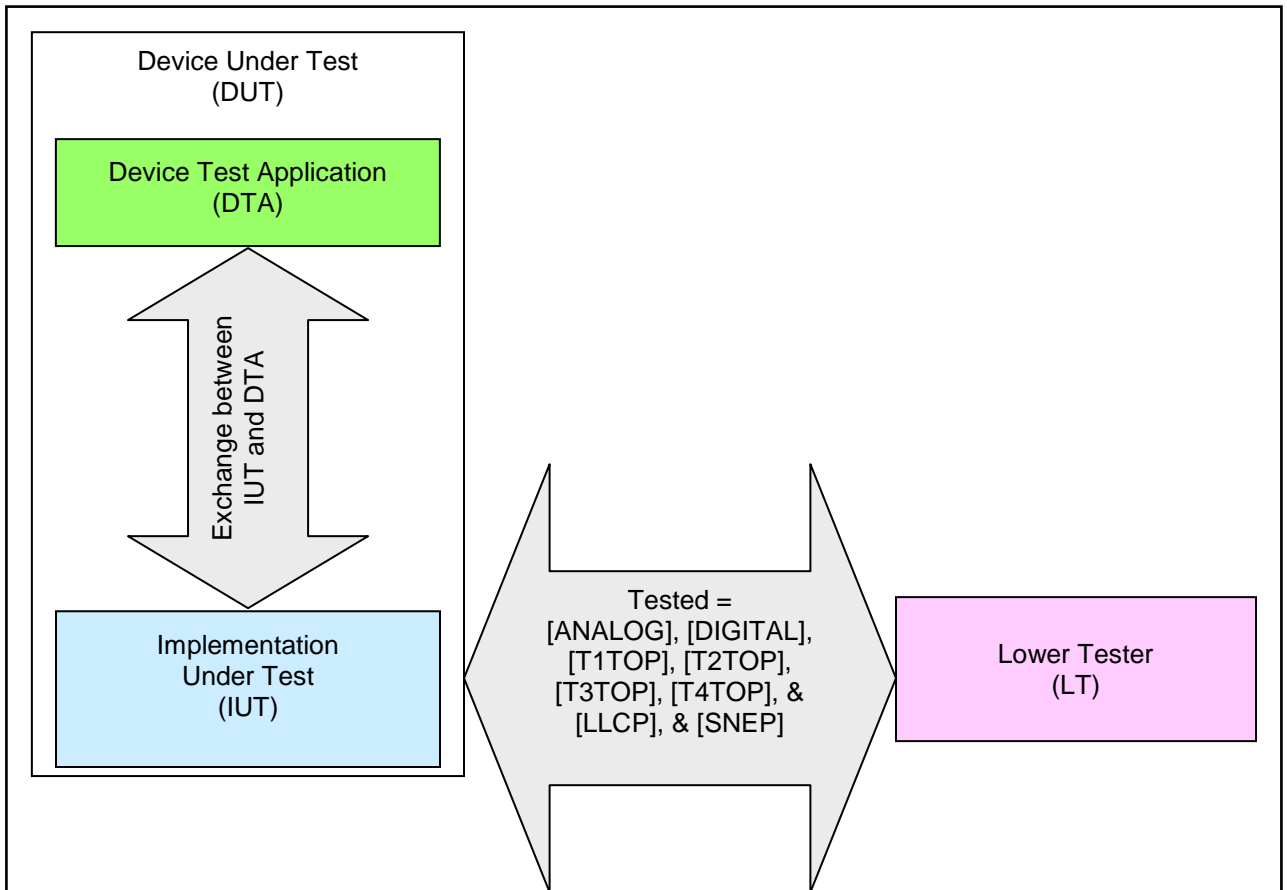 Device Under Test
(DUT)
Device Test Application
(DTA)
Exchange between
IUT and DTA
Implementation
Under Test
(IUT)
Tested =
[ANALOG], [DIGITAL],
[T1TOP], [T2TOP],
[T3TOP], [T4TOP], &
[LLCP], & [SNEP]
Lower Tester
(LT)